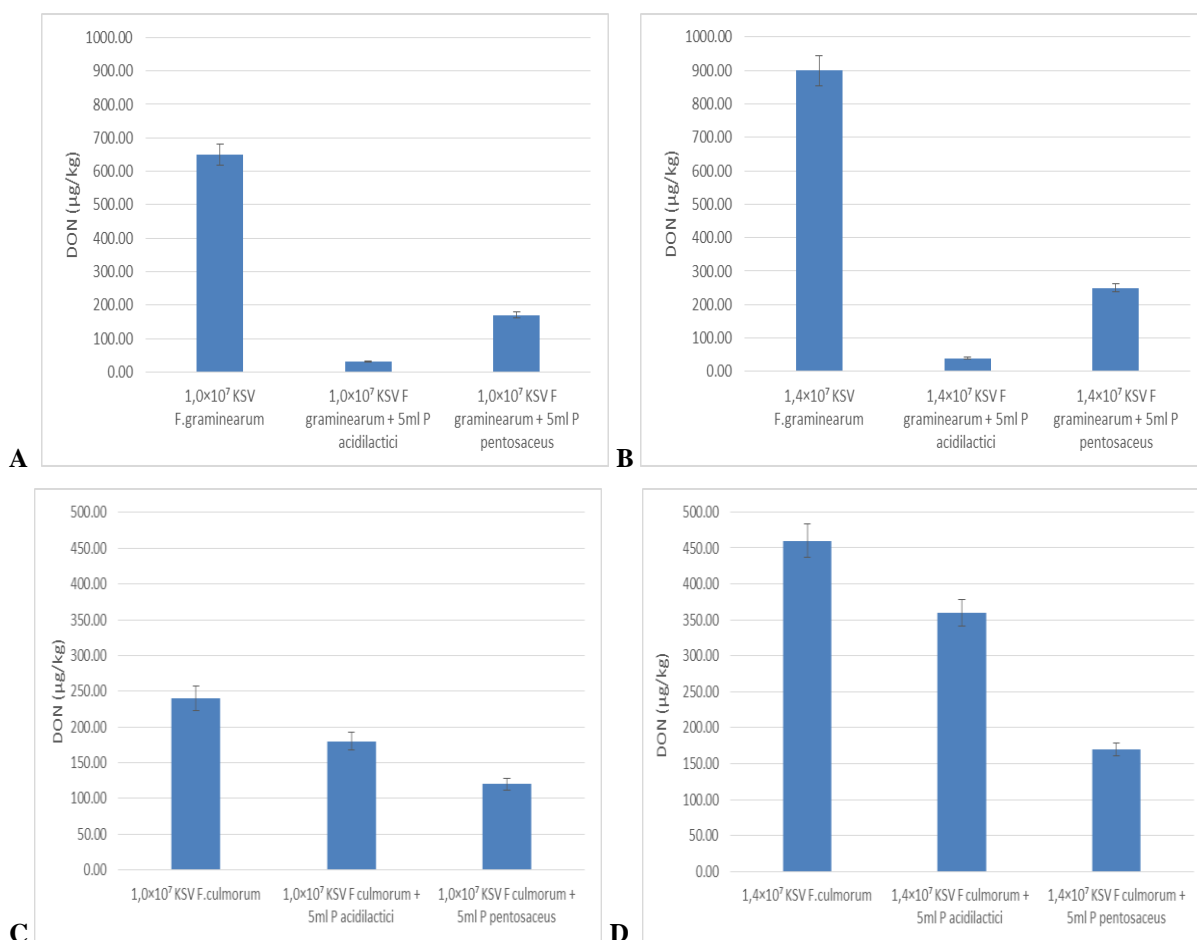 1000.00
900.00
800.00
700.00
600.00
500.00
400.00
300.00
200.00
100.00
0.00
DON (µg/kg)
1,0×10⁷ KSV
F.graminearum
1,0×10⁷ KSV F
graminearum + 5ml P
acidilactici
1,0×10⁷ KSV F
graminearum + 5ml P
pentosaceus
A
1000.00
900.00
800.00
700.00
600.00
500.00
400.00
300.00
200.00
100.00
0.00
DON (µg/kg)
1,4×10⁷ KSV
F.graminearum
1,4×10⁷ KSV F
graminearum + 5ml P
acidilactici
1,4×10⁷ KSV F
graminearum + 5ml P
pentosaceus
B
500.00
450.00
400.00
350.00
300.00
250.00
200.00
150.00
100.00
50.00
0.00
DON (µg/kg)
1,0×10⁷ KSV F.culmorum
1,0×10⁷ KSV F culmorum +
5ml P acidilactici
1,0×10⁷ KSV F culmorum +
5ml P pentosaceus
C
500.00
450.00
400.00
350.00
300.00
250.00
200.00
150.00
100.00
50.00
0.00
DON (µg/kg)
1,4×10⁷ KSV F.culmorum
1,4×10⁷ KSV F culmorum +
5ml P acidilactici
1,4×10⁷ KSV F culmorum +
5ml P pentosaceus
D